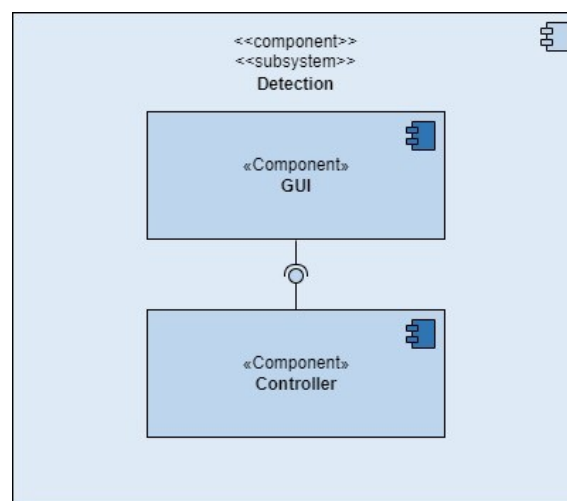 <<component>>
<<subsystem>>
Detection
«Component»
GUI
«Component»
Controller